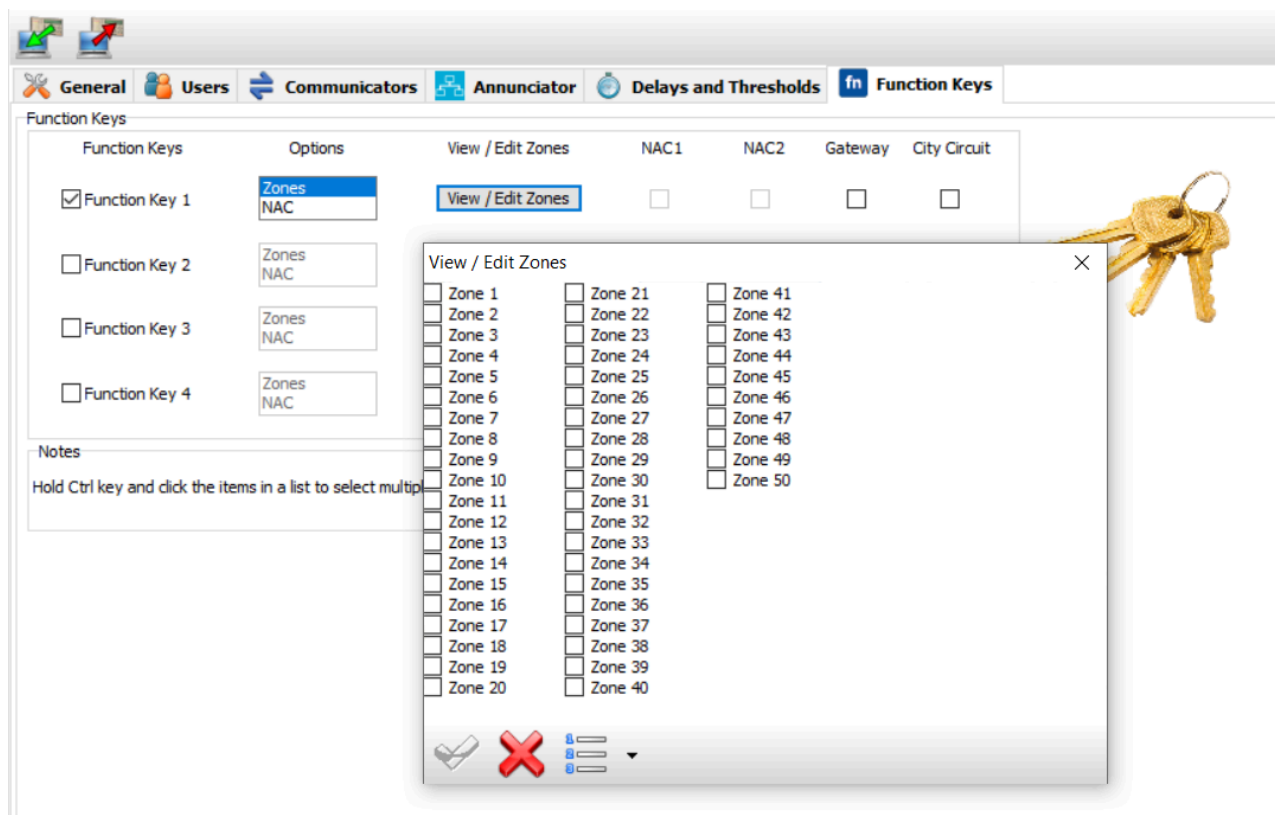 General Users Communicators Annunciator Delays and Thresholds fn Function Keys
Function Keys
Function Keys Options View / Edit Zones NAC1 NAC2 Gateway City Circuit
Function Key 1 Zones View / Edit Zones
NAC
Function Key 2 Zones
NAC
Function Key 3 Zones
NAC
Function Key 4 Zones
NAC
Notes
Hold Ctrl key and click the items in a list to select
View / Edit Zones
Zone 1 Zone 21 Zone 41
Zone 2 Zone 22 Zone 42
Zone 3 Zone 23 Zone 43
Zone 4 Zone 24 Zone 44
Zone 5 Zone 25 Zone 45
Zone 6 Zone 26 Zone 46
Zone 7 Zone 27 Zone 47
Zone 8 Zone 28 Zone 48
Zone 9 Zone 29 Zone 49
Zone 10 Zone 30 Zone 50
Zone 11 Zone 31
Zone 12 Zone 32
Zone 13 Zone 33
Zone 14 Zone 34
Zone 15 Zone 35
Zone 16 Zone 36
Zone 17 Zone 37
Zone 18 Zone 38
Zone 19 Zone 39
Zone 20 Zone 40